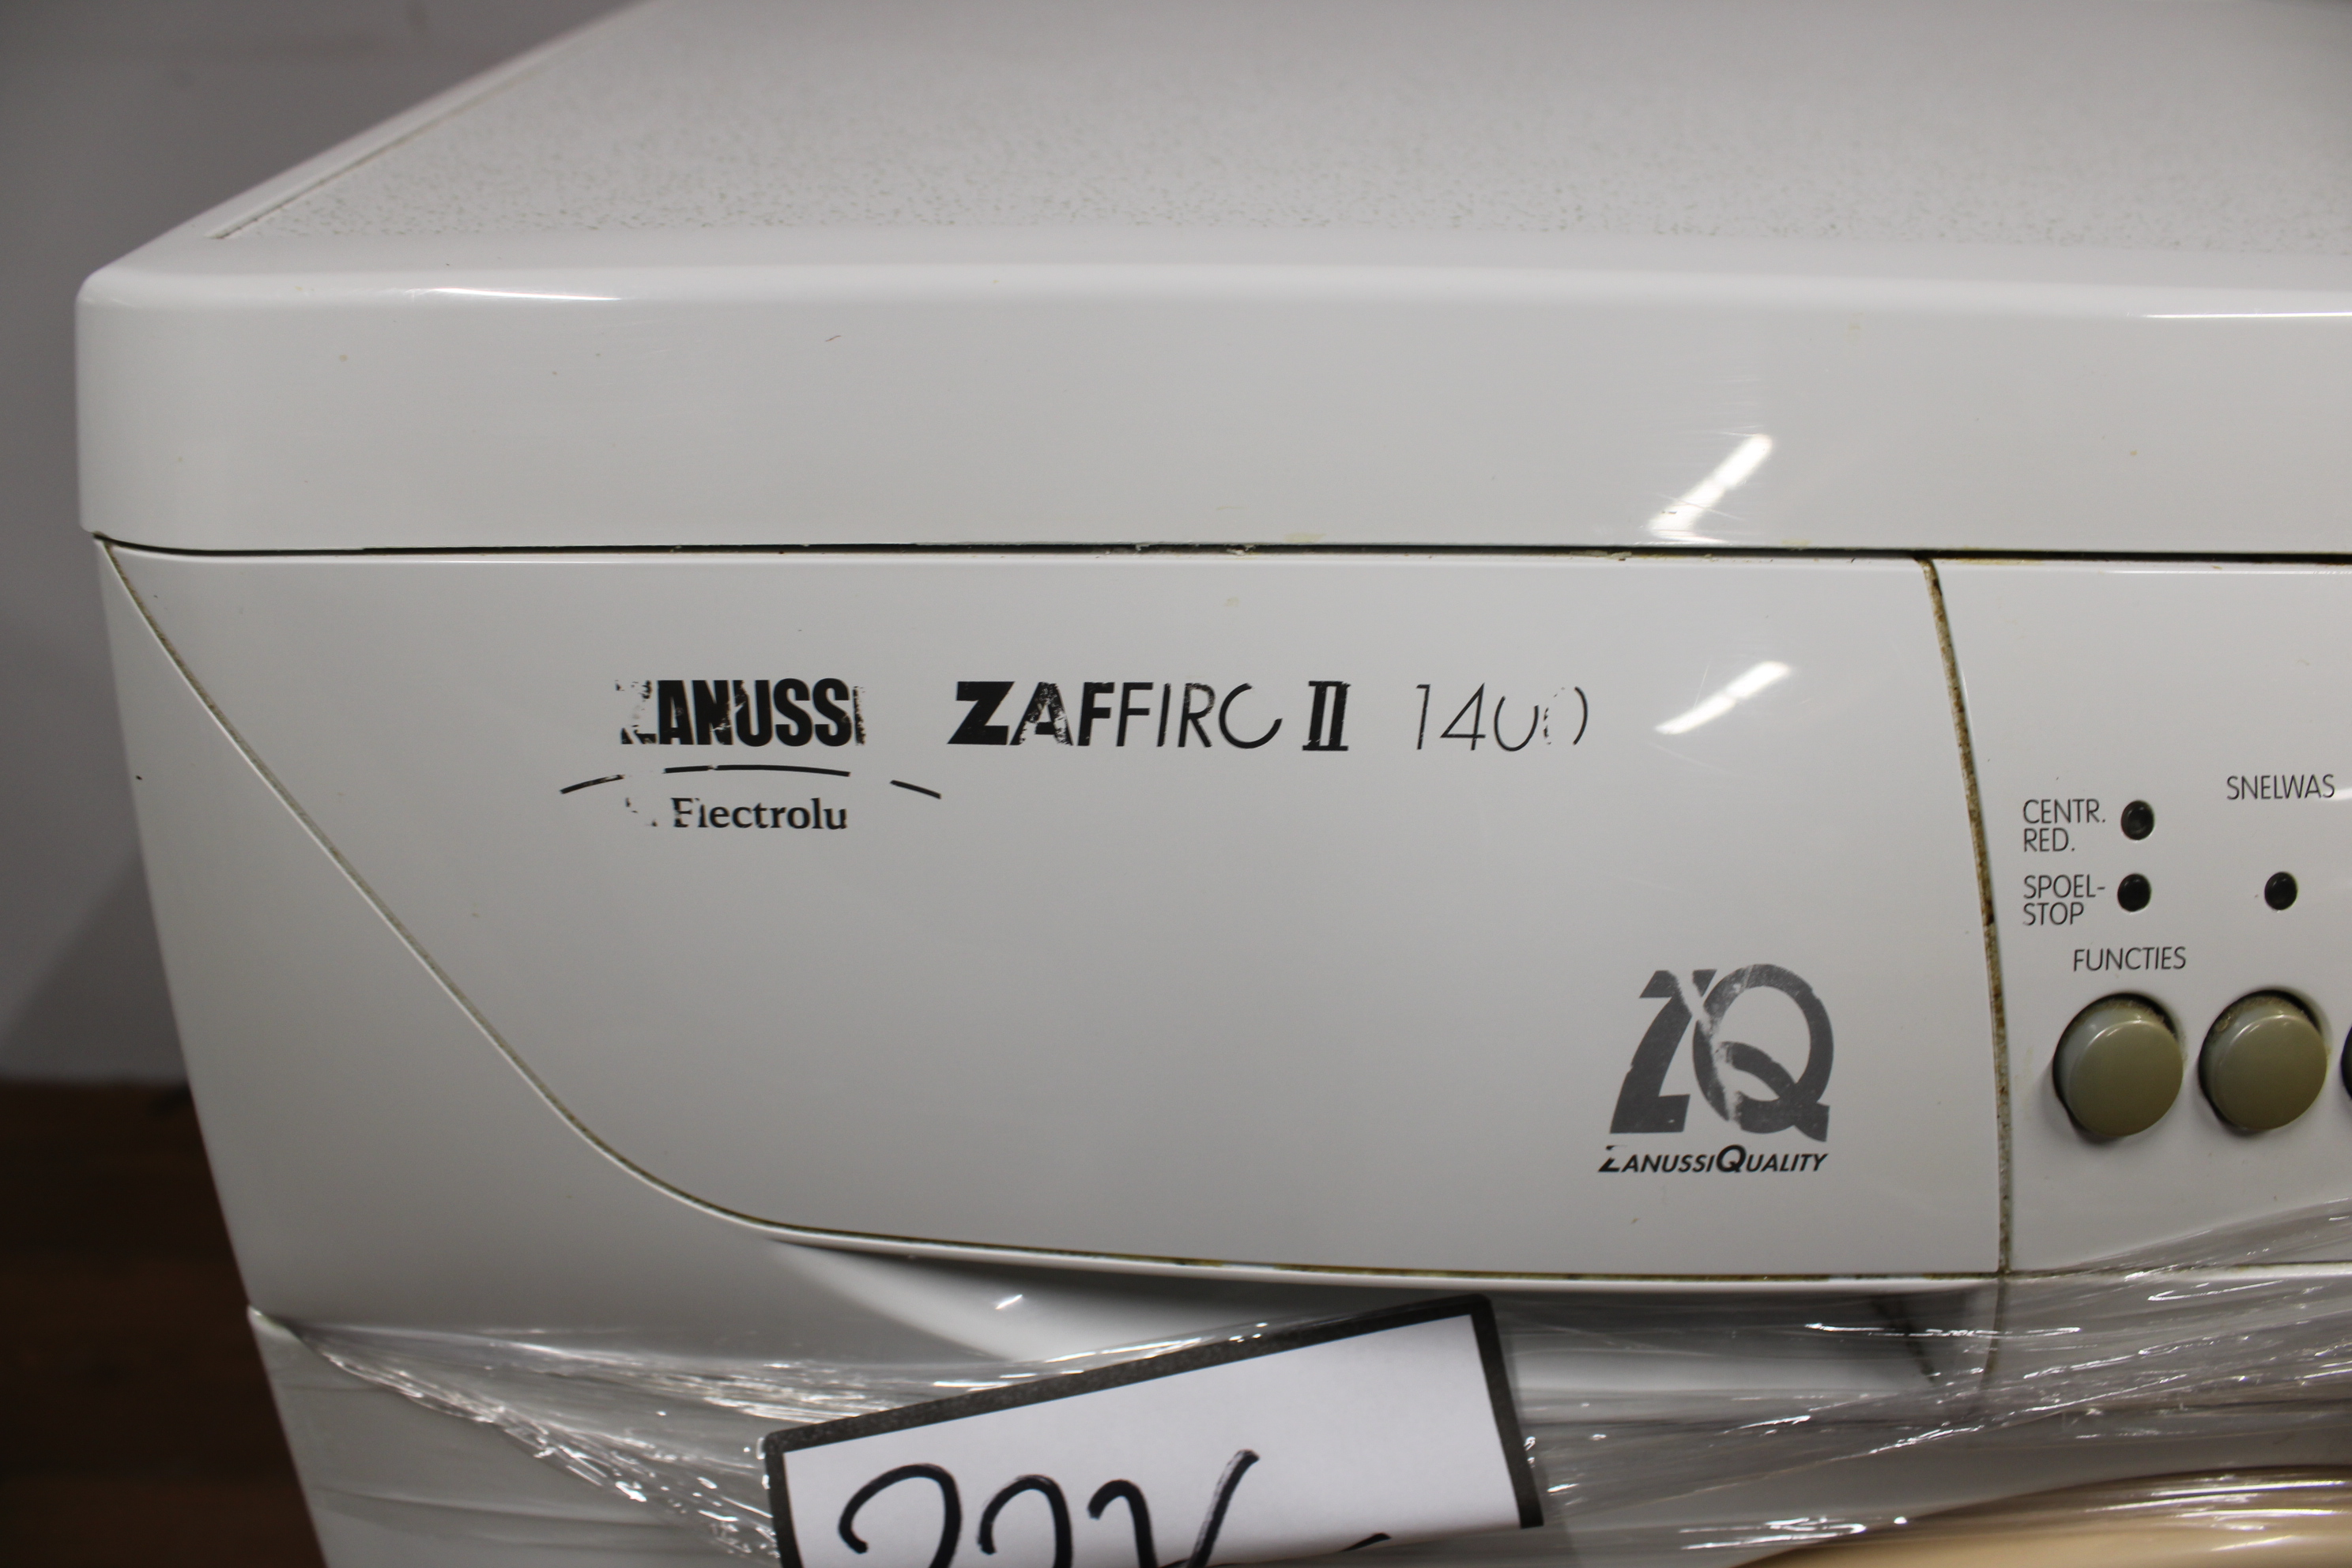 ZANUSSI ZAFFIRO II 1400
Electrolu
CENTR.
RED.
SNELWAS
SPOEL-
STOP
FUNCTIES
ZQ
ZANUSSIQUALITY